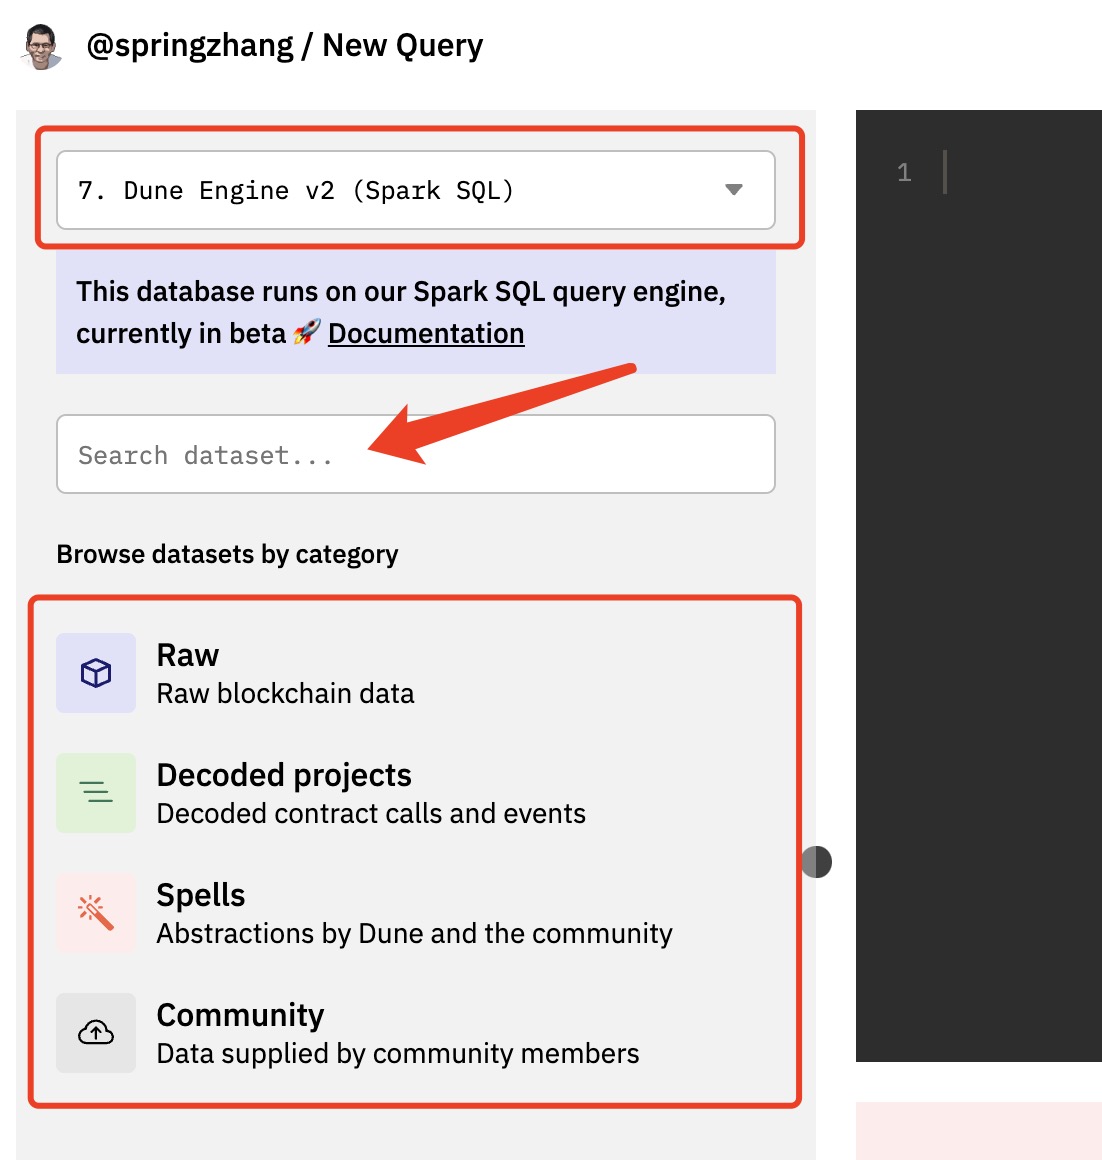 @springzhang / New Query
7. Dune Engine v2 (Spark SQL)
This database runs on our Spark SQL query engine,
currently in beta 🚀 Documentation
Search dataset...
Browse datasets by category
Raw
Raw blockchain data
Decoded projects
Decoded contract calls and events
Spells
Abstractions by Dune and the community
Community
Data supplied by community members
1